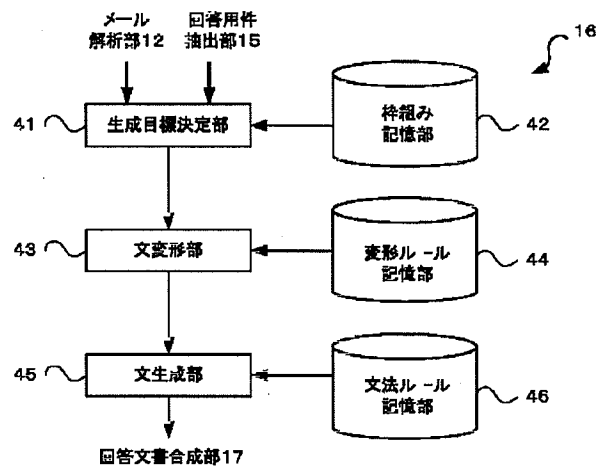 メール
解析部12
回答用件
抽出部15
16
41
生成目標決定部
枠組み
記憶部
42
43
文変形部
変形ルール
記憶部
44
45
文生成部
文法ルール
記憶部
46
回答文書合成部17